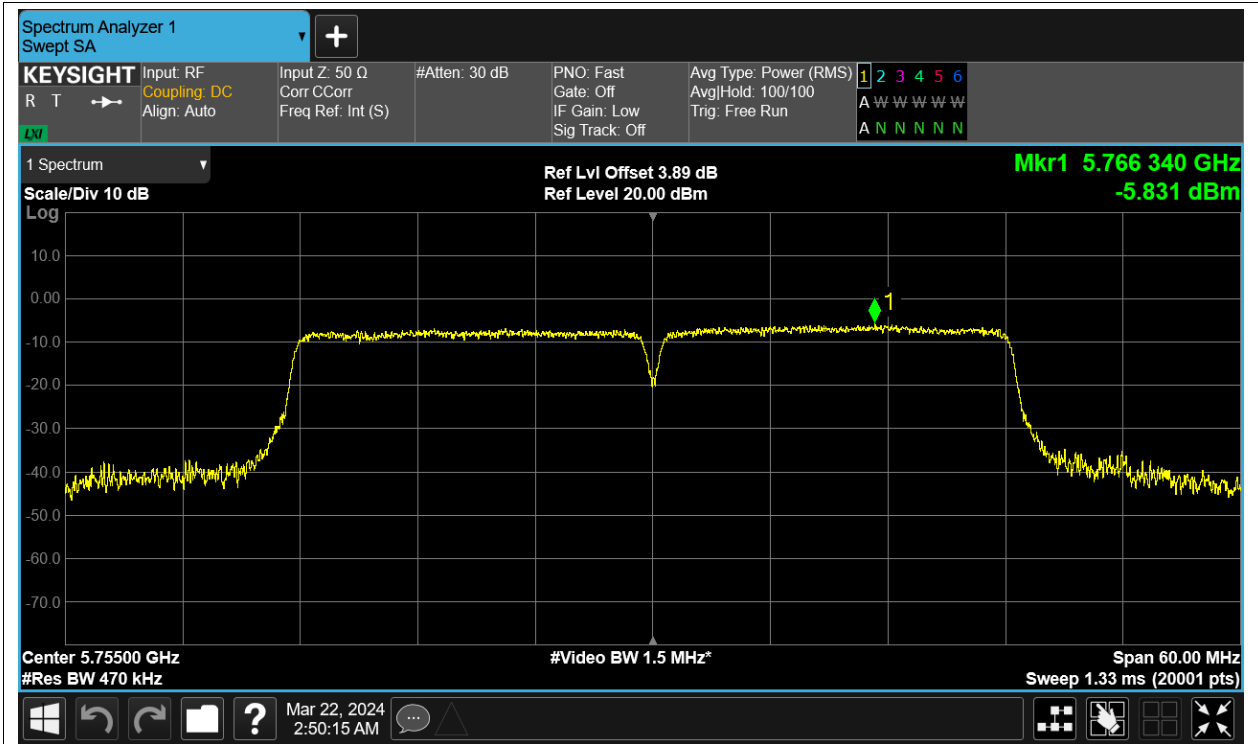 Spectrum Analyzer 1
Swept SA
+
KEYSIGHT
R T
LXI
Input: RF
Coupling: DC
Align: Auto
Input Z: 50 Ω
Corr CCorr
Freq Ref: Int (S)
#Atten: 30 dB
PNO: Fast
Gate: Off
IF Gain: Low
Sig Track: Off
Avg Type: Power (RMS)
Avg|Hold: 100/100
Trig: Free Run
1 2 3 4 5 6
A W W W W W
A N N N N N
1 Spectrum
Scale/Div 10 dB
Log
Ref Lvl Offset 3.89 dB
Ref Level 20.00 dBm
Mkr1 5.766 340 GHz
-5.831 dBm
10.0
0.00
-10.0
-20.0
-30.0
-40.0
-50.0
-60.0
-70.0
1
Center 5.75500 GHz
#Res BW 470 kHz
#Video BW 1.5 MHz*
Span 60.00 MHz
Sweep 1.33 ms (20001 pts)
?
Mar 22, 2024
2:50:15 AM